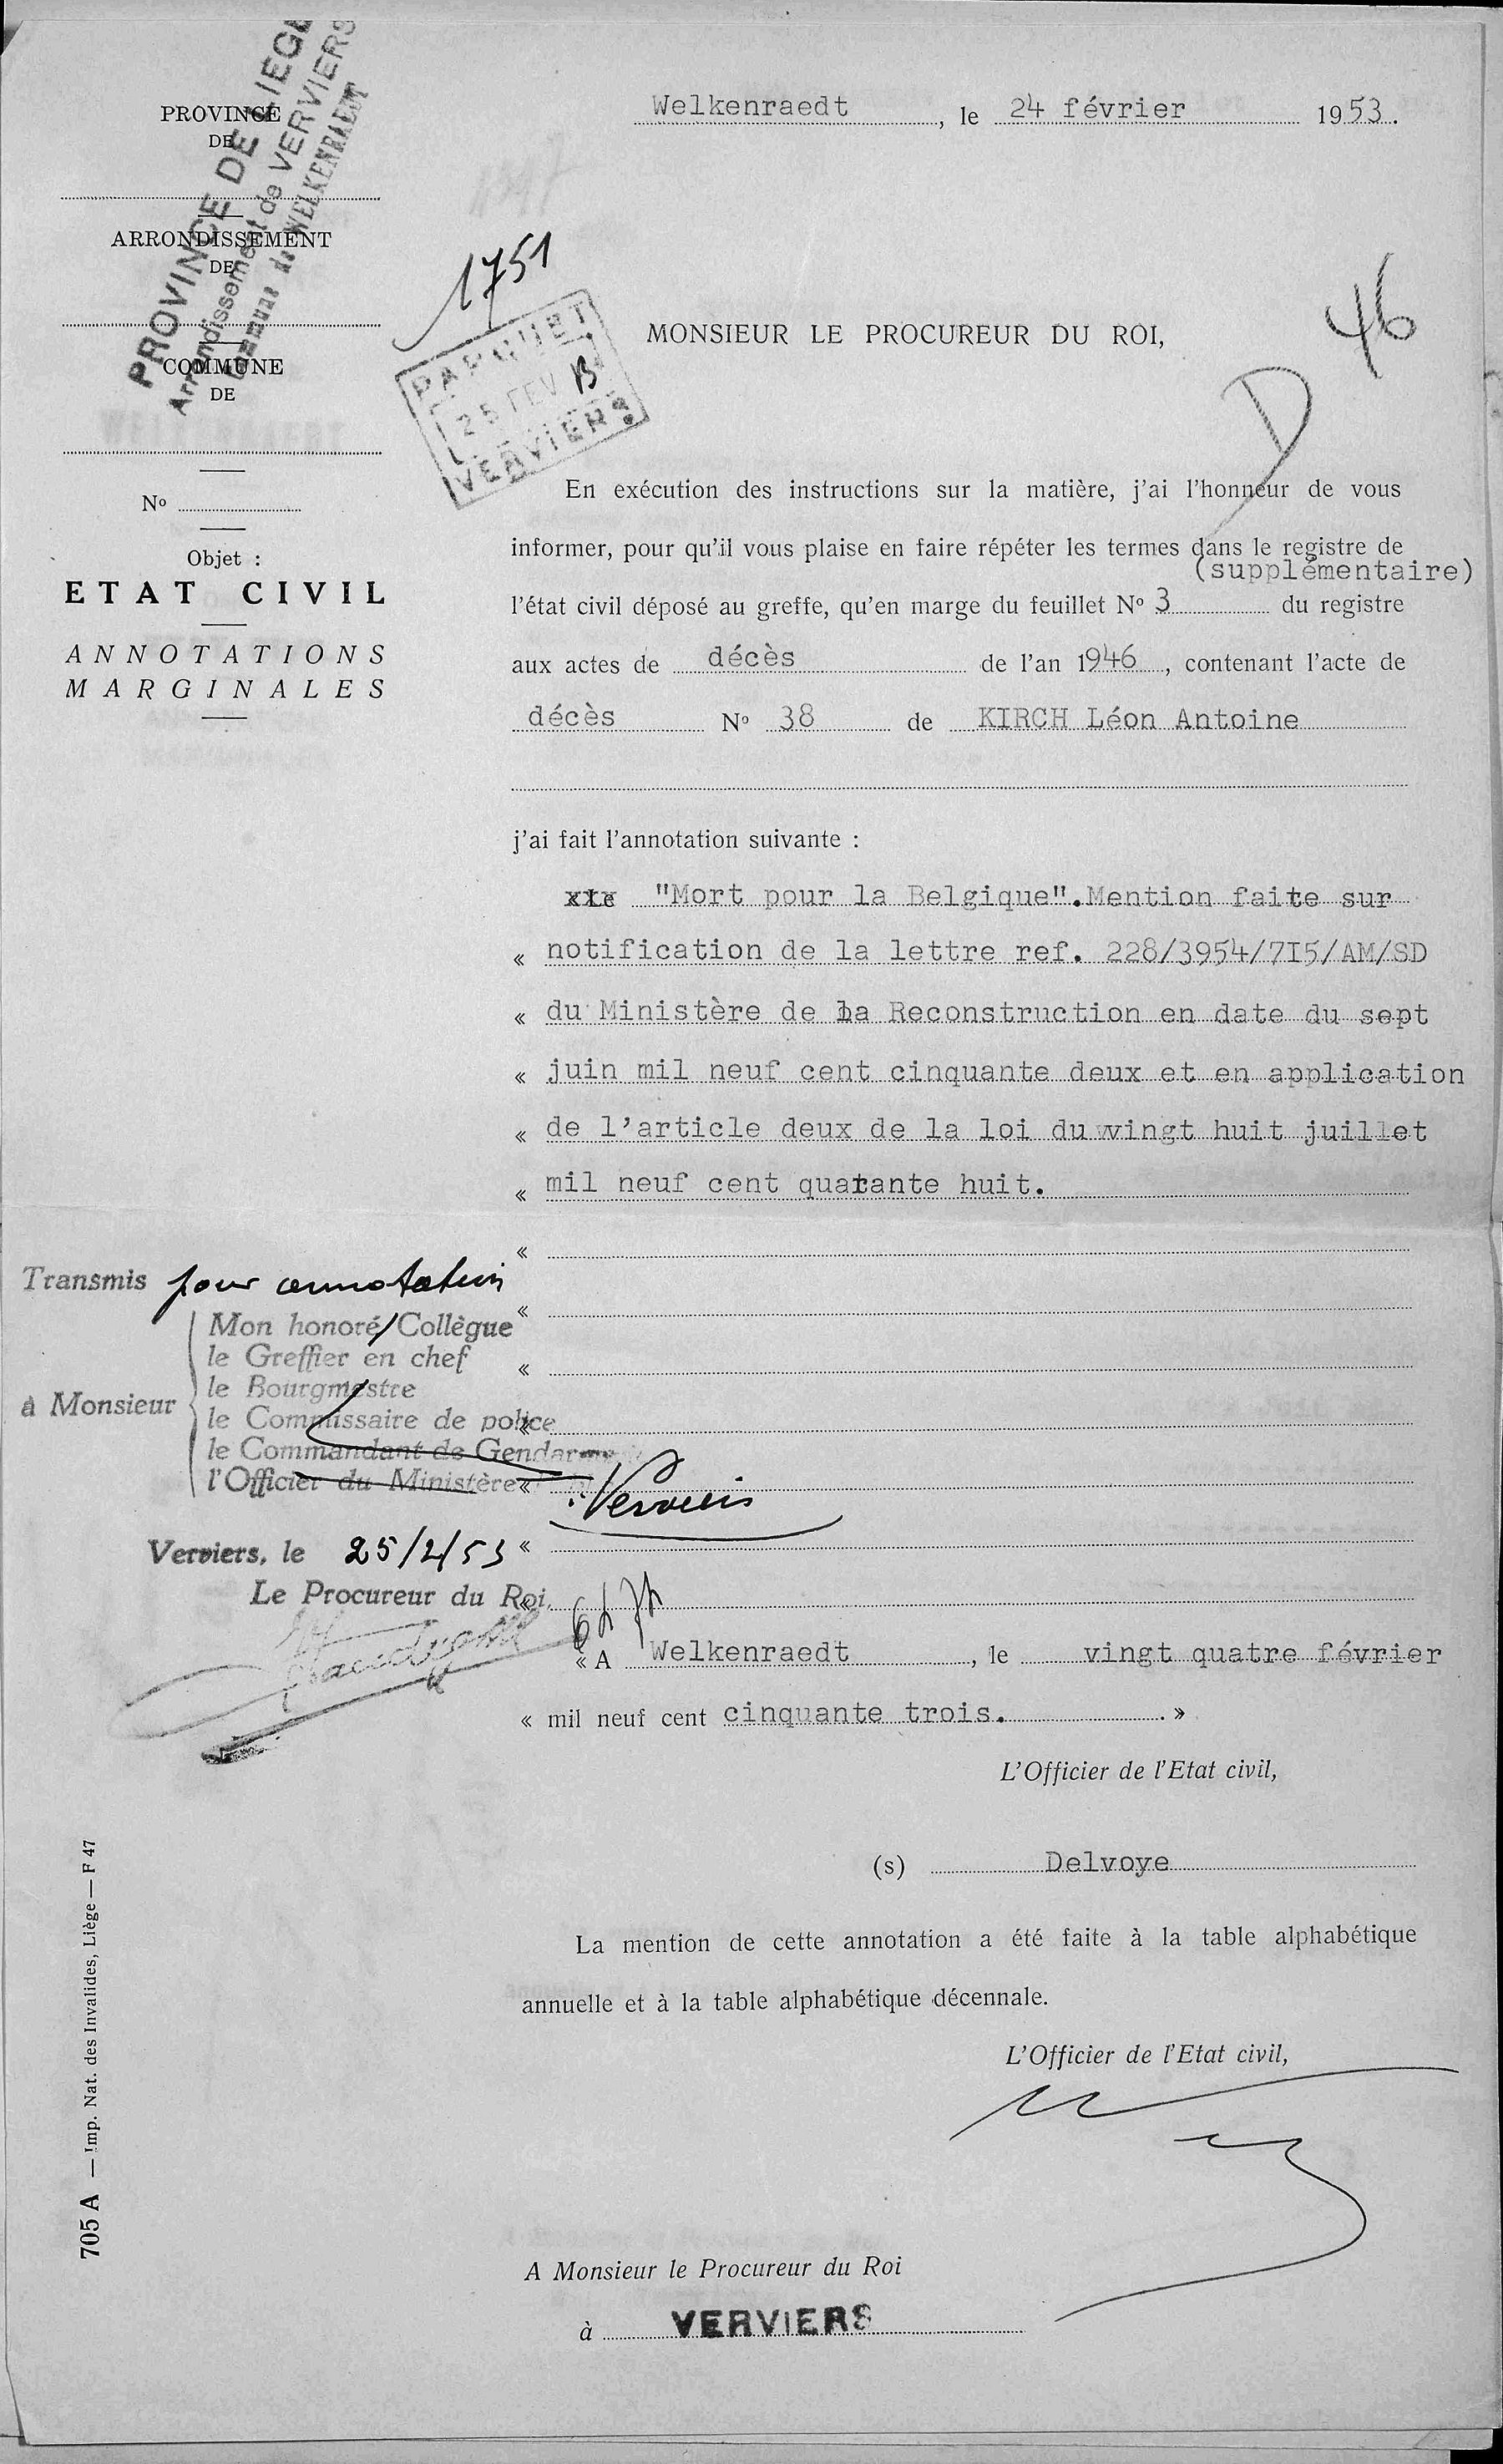 PROVINCE
DE
ARRONDISSEMENT
DE
COMMUNE
DE
PROVINCE DE LIEGE
Arrondissement de VERVIERS
Commune de WELKENRAEDT
No
Objet :
ETAT CIVIL
ANNOTATIONS
MARGINALES
Welkenraedt, le 24 février 1953.
1751
PARQUET
25 FEV
VERVIERS
46
D
MONSIEUR LE PROCUREUR DU ROI,
En exécution des instructions sur la matière, j'ai l'honneur de vous
informer, pour qu'il vous plaise en faire répéter les termes dans le registre de
(supplémentaire)
l'état civil déposé au greffe, qu'en marge du feuillet No 3 du registre
aux actes de décès de l'an 1946, contenant l'acte de
décès No 38 de KIRCH Léon Antoine
j'ai fait l'annotation suivante :
"Mort pour la Belgique".Mention faite sur
« notification de la lettre ref. 228/3954/7I5/AM/SD
« du Ministère de la Reconstruction en date du sept
« juin mil neuf cent cinquante deux et en application
« de l'article deux de la loi du vingt huit juillet
« mil neuf cent quarante huit.
«
«
«
«
«
«
«
Transmis pour annotation
à Monsieur
Mon honoré Collègue
le Greffier en chef
le Bourgmestre
le Commissaire de police
le Commandant de Gendar
l'Officier du Ministère
Verviers
Verviers, le 25/2/53
Le Procureur du Roi,
« A Welkenraedt, le vingt quatre février
« mil neuf cent cinquante trois. . »
L'Officier de l'Etat civil,
(s) Delvoye
La mention de cette annotation a été faite à la table alphabétique
annuelle et à la table alphabétique décennale.
L'Officier de l'Etat civil,
A Monsieur le Procureur du Roi
à VERVIERS
705 A — Imp. Nat. des Invalides, Liège — F 47